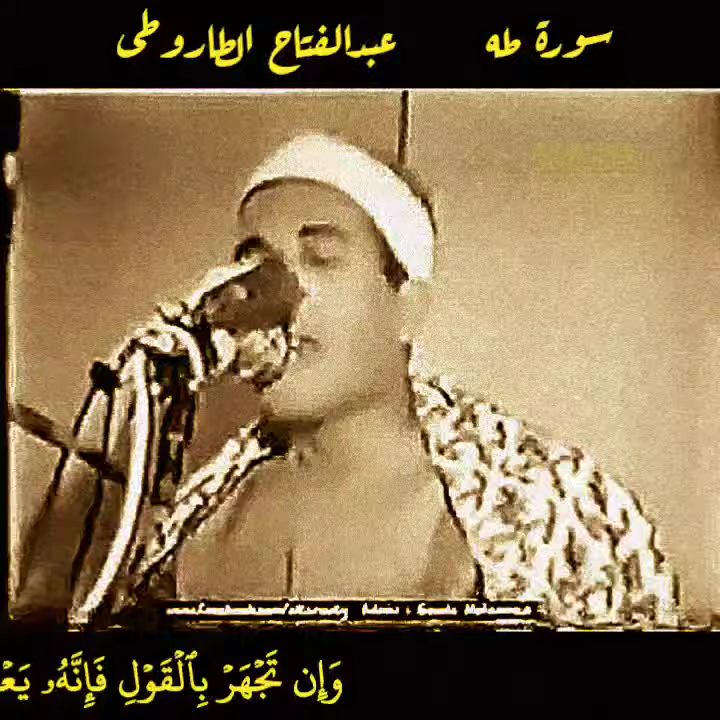 سورة طه عبدالفتاح الطاروطى
وَإِن تَجْهَرْ بِٱلْقَوْلِ فَإِنَّهُۥ يَعْ